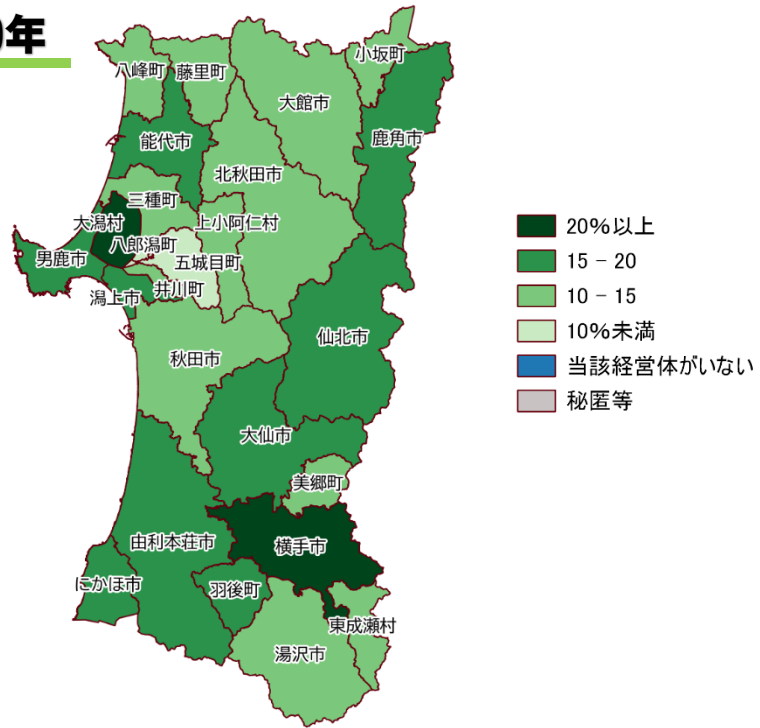 年
小坂町
八峰町
藤里町
大館市
鹿角市
能代市
北秋田市
三種町
大潟村
上小阿仁村
八郎潟町
五城目町
男鹿市
井川町
潟上市
仙北市
秋田市
大仙市
美郷町
由利本荘市
横手市
にかほ市
羽後町
東成瀬村
湯沢市
20%以上
15 - 20
10 - 15
10%未満
当該経営体がいない
秘匿等